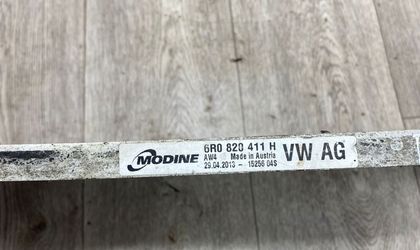 MODINE
6R0 820 411 H
AW4 Made in Austria
29.04.2013 - 15256 04S
VW AG